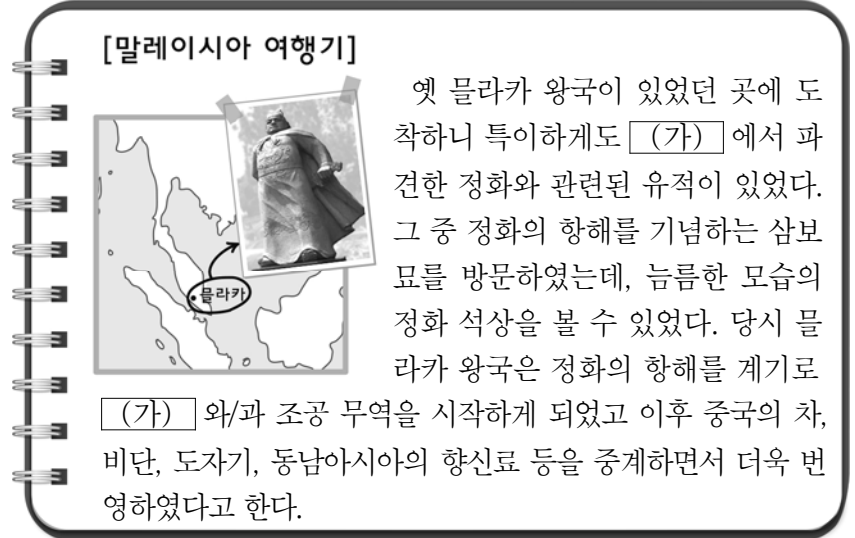 [말레이시아 여행기]
옛 믈라카 왕국이 있었던 곳에 도
착하니 특이하게도 (가) 에서 파
견한 정화와 관련된 유적이 있었다.
그 중 정화의 항해를 기념하는 삼보
묘를 방문하였는데, 늠름한 모습의
정화 석상을 볼 수 있었다. 당시 믈
라카 왕국은 정화의 항해를 계기로
(가) 와/과 조공 무역을 시작하게 되었고 이후 중국의 차,
비단, 도자기, 동남아시아의 향신료 등을 중계하면서 더욱 번
영하였다고 한다.
믈라카